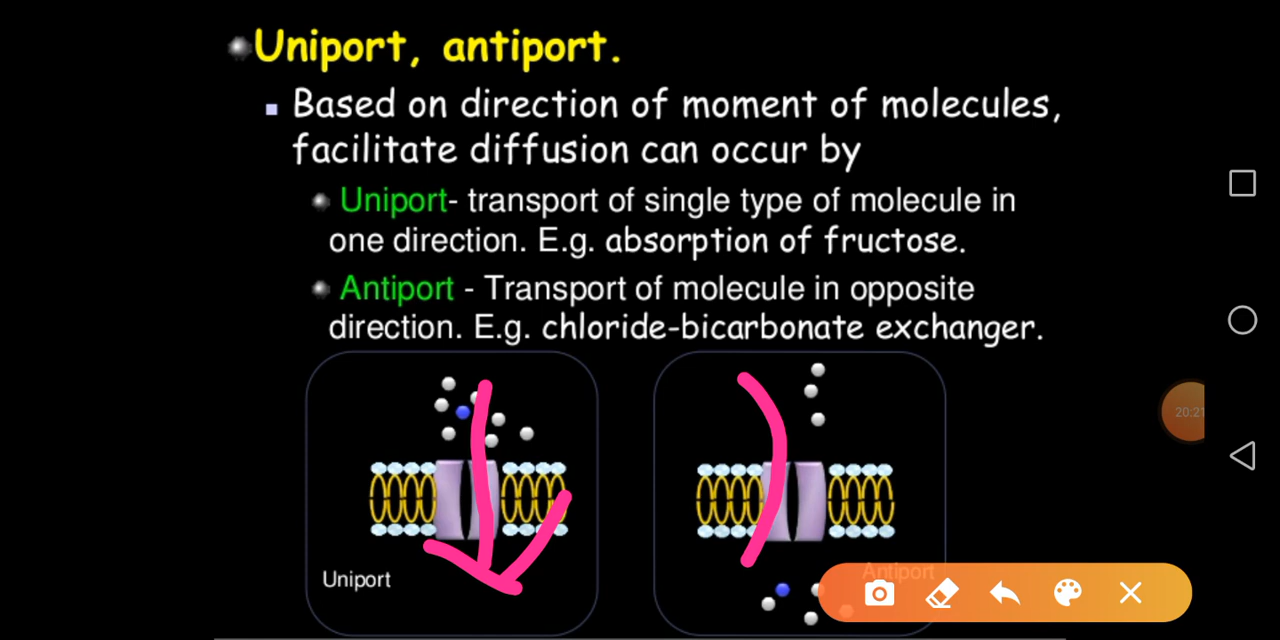 Uniport, antiport.
Based on direction of moment of molecules,
facilitate diffusion can occur by
Uniport- transport of single type of molecule in
one direction. E.g. absorption of fructose.
Antiport - Transport of molecule in opposite
direction. E.g. chloride-bicarbonate exchanger.
20:21
Uniport
Antiport